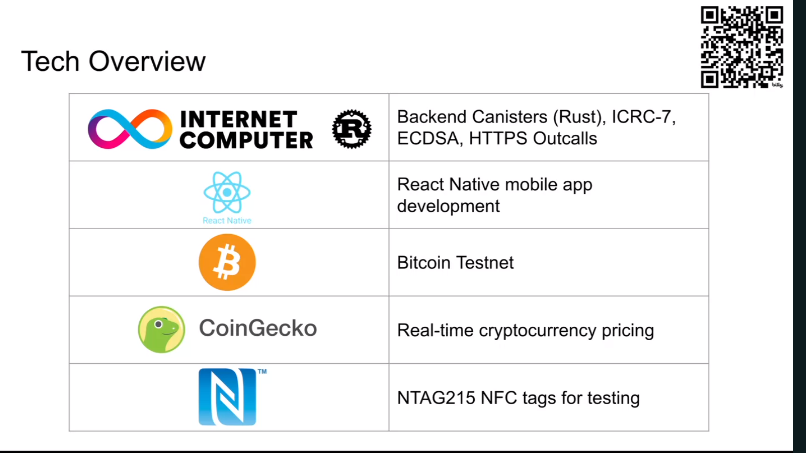 Tech Overview
INTERNET
COMPUTER
Backend Canisters (Rust), ICRC-7,
ECDSA, HTTPS Outcalls
React Native
React Native mobile app
development
Bitcoin Testnet
CoinGecko
Real-time cryptocurrency pricing
TM
NTAG215 NFC tags for testing